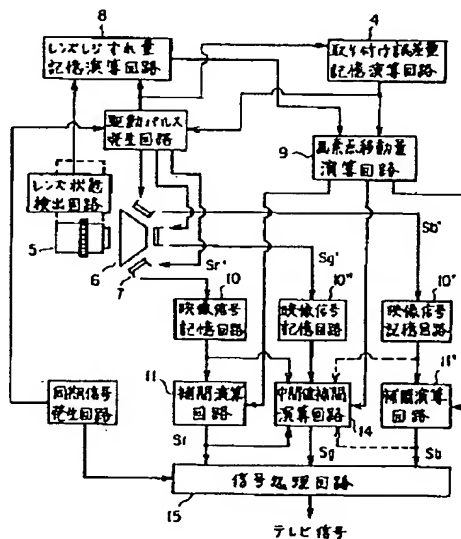 8
レンズレジずれ量
記憶演算回路
4
取り付け誤差量
記憶演算回路
駆動パルス
発生回路
9
画素点移動量
演算回路
レンズ状態
検出回路
5
6
7
Sr'
Sg'
Sb'
10
映像信号
記憶回路
10"
映像信号
記憶回路
10'
映像信号
記憶回路
11
補間演算
回路
中間値補間
演算回路
14
11'
補間演算
回路
同期信号
発生回路
Sr
Sg
Sb
信号処理回路
15
テレビ信号